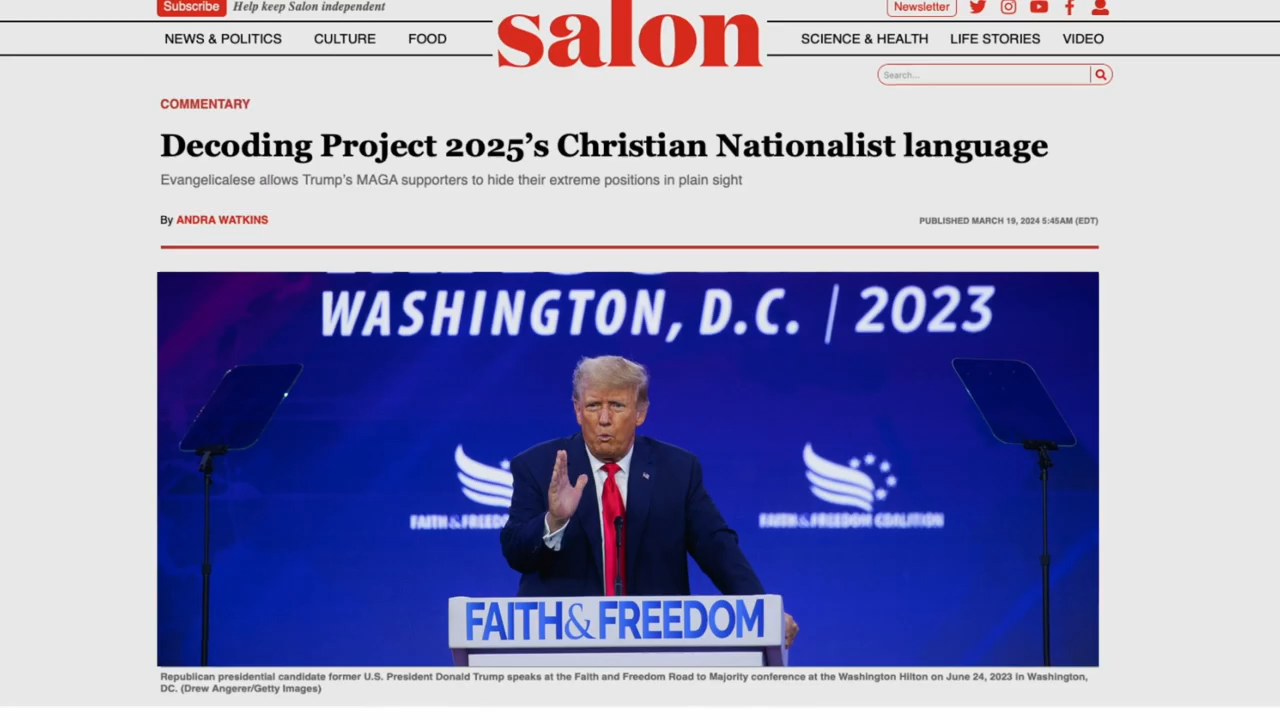 Subscribe Help keep Salon independent
Newsletter
NEWS & POLITICS CULTURE FOOD
salon
SCIENCE & HEALTH LIFE STORIES VIDEO
Search...
COMMENTARY
Decoding Project 2025's Christian Nationalist language
Evangelicalese allows Trump's MAGA supporters to hide their extreme positions in plain sight
By ANDRA WATKINS
PUBLISHED MARCH 19, 2024 5:45AM (EDT)
WASHINGTON, D.C. | 2023
FAITH & FREEDO
FAITH & FREEDOM COALITION
FAITH & FREEDOM
Republican presidential candidate former U.S. President Donald Trump speaks at the Faith and Freedom Road to Majority conference at the Washington Hilton on June 24, 2023 in Washington,
DC. (Drew Angerer/Getty Images)